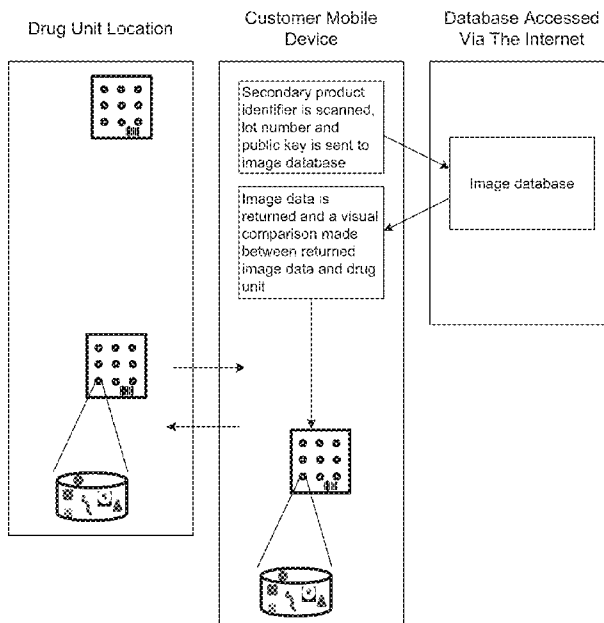 Drug Unit Location
Customer Mobile
Device
Database Accessed
Via The Internet
Secondary product
identifier is scanned,
lot number and
public key is sent to
image database
Image data is
returned and a visual
comparison made
between returned
image data and drug
unit
Image database